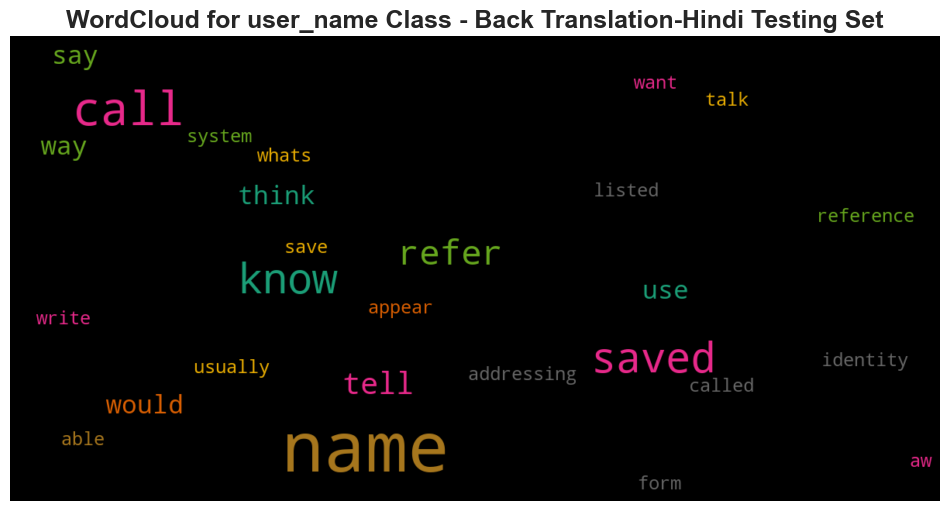 WordCloud for user_name Class - Back Translation-Hindi Testing Set
say
want
talk
call
system
way
whats
think
listed
reference
save
refer
know
use
appear
write
saved
identity
usually
addressing
tell
called
would
able
name
aw
form